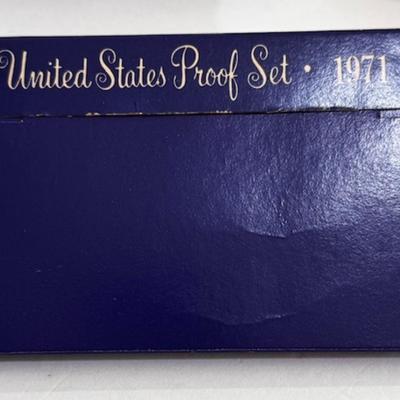 United States Proof Set · 1971